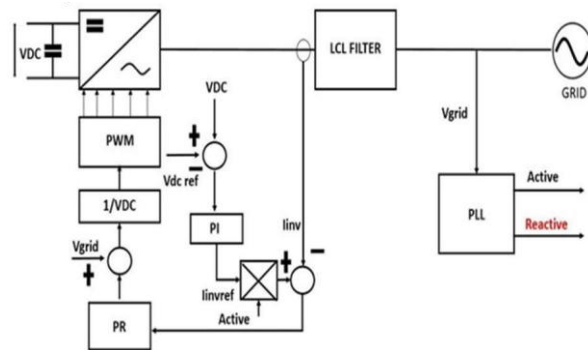 VDC
LCL FILTER
GRID
VDC
Vgrid
PWM
Vdc ref
Active
1/VDC
PLL
Iinv
PI
Reactive
Vgrid
Iinvref
Active
PR